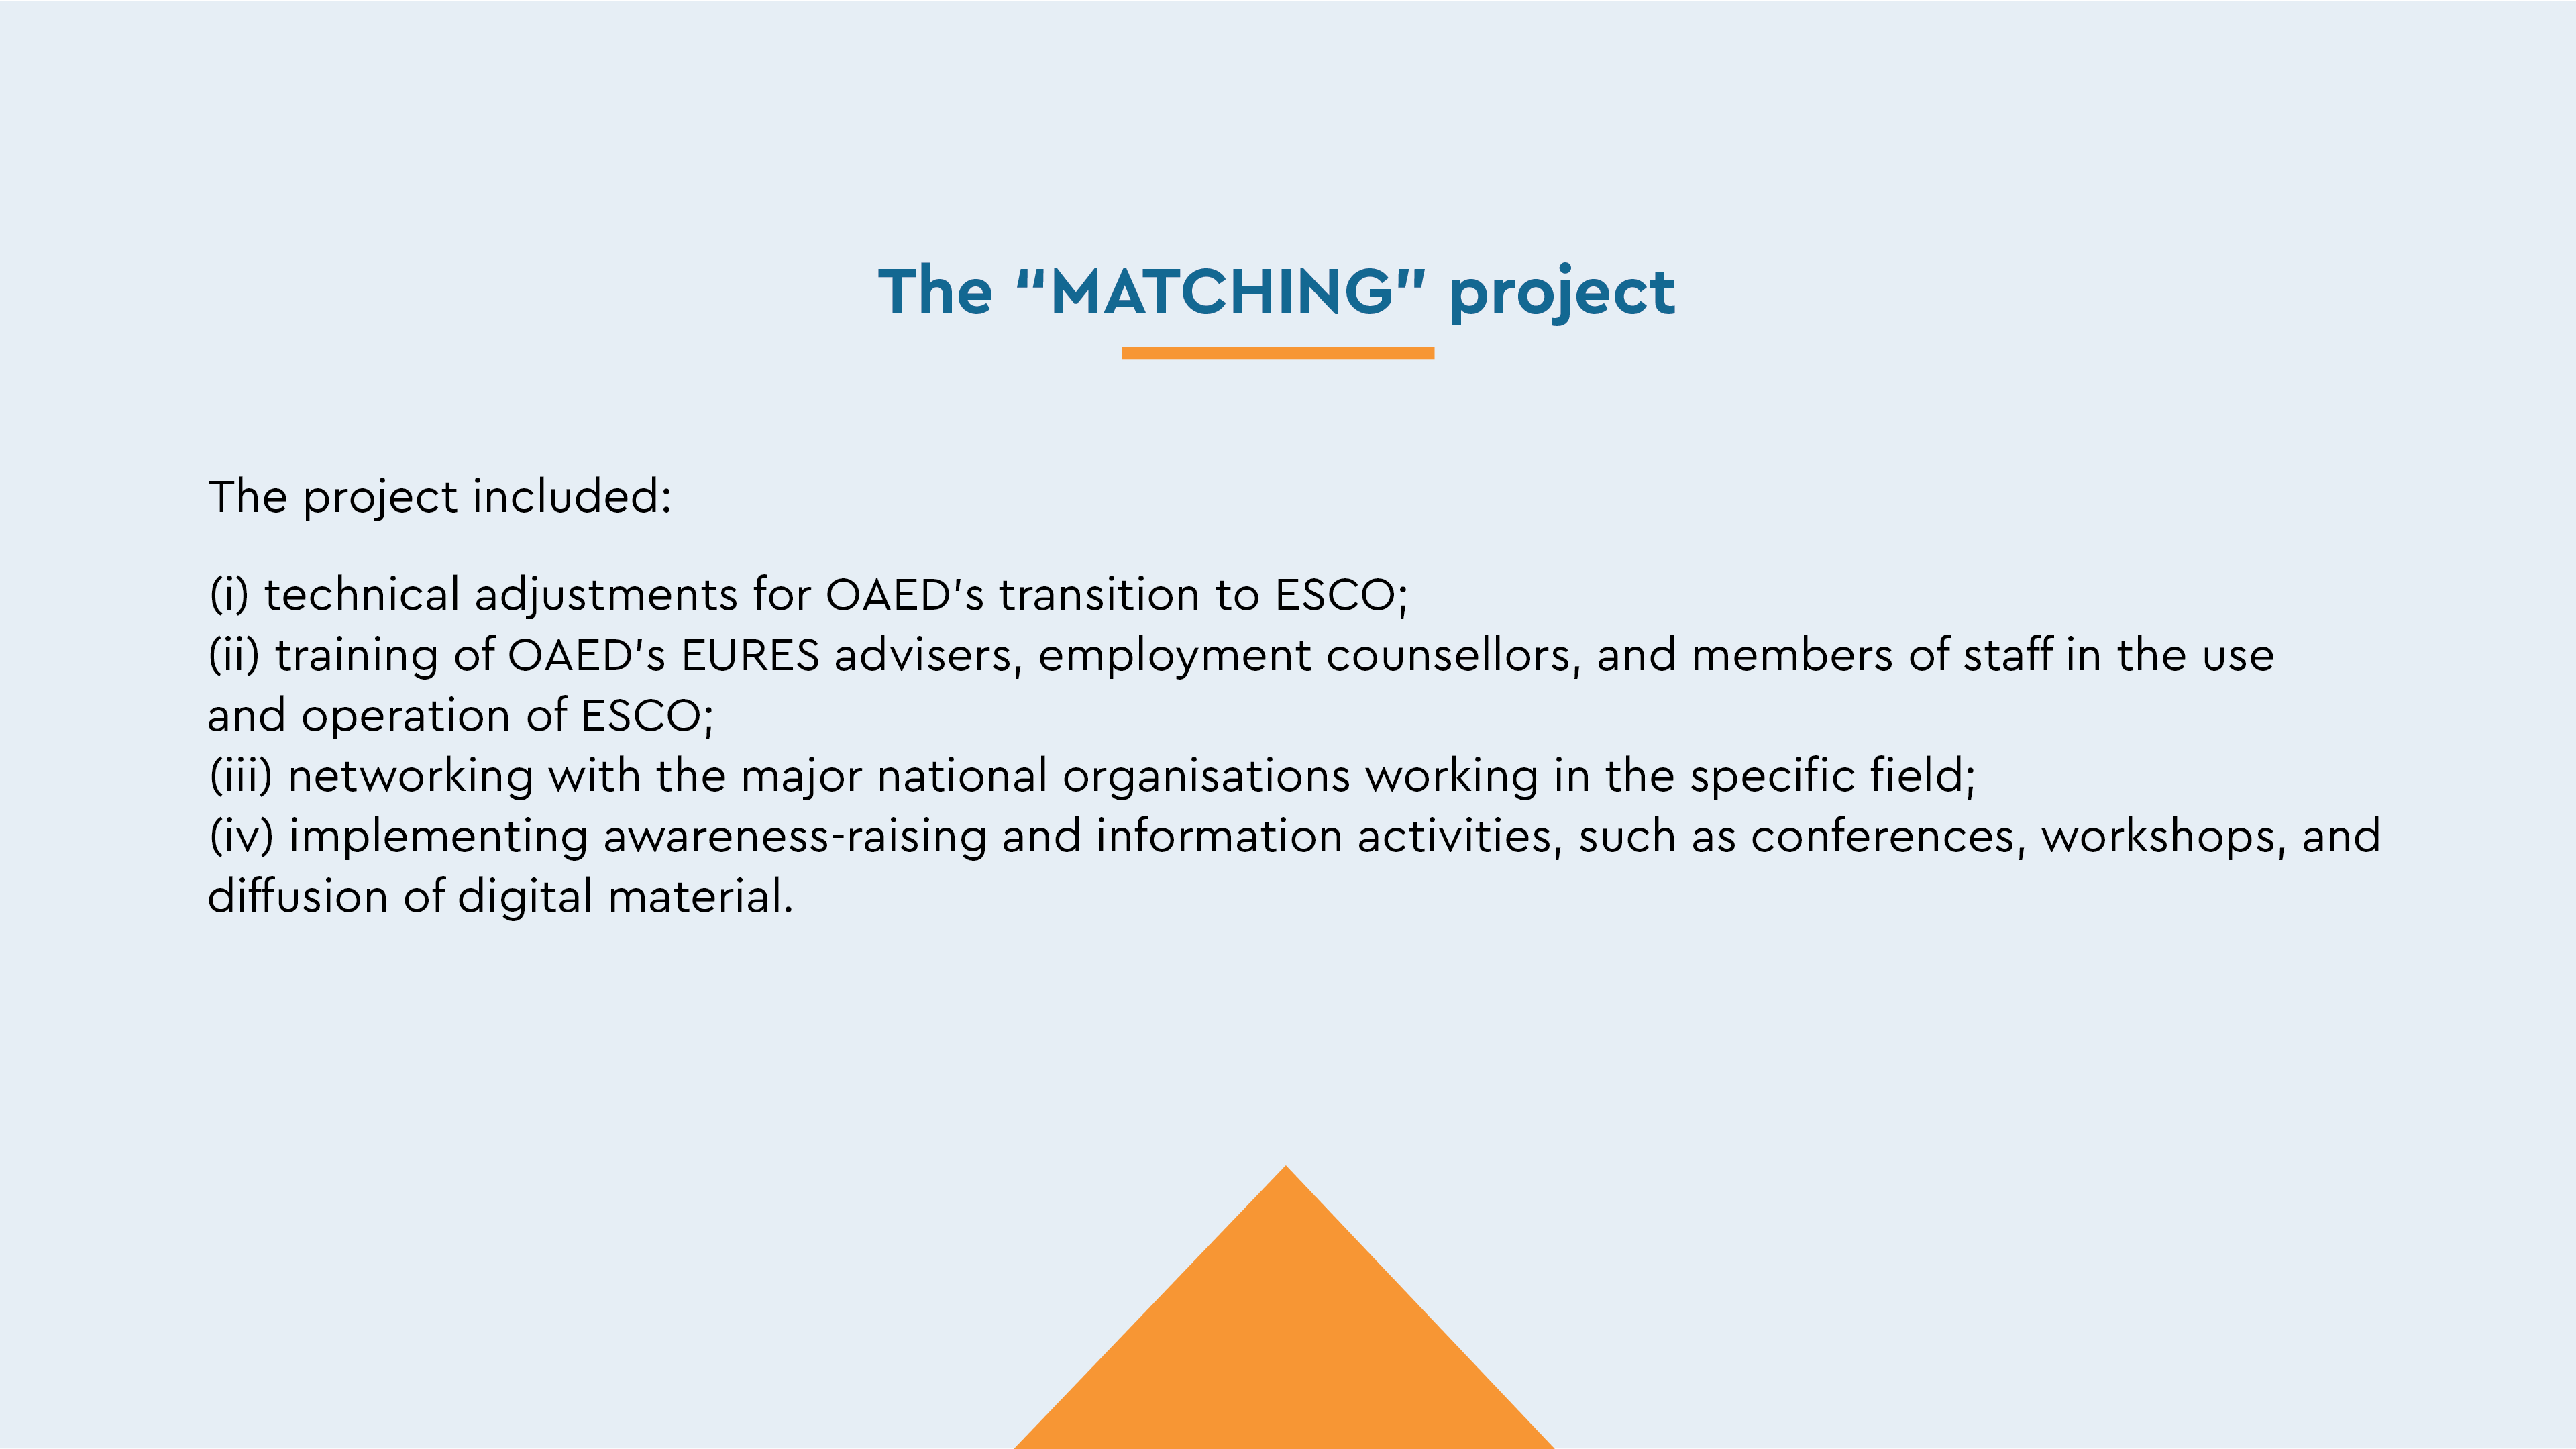 The “MATCHING” project
The project included:
(i) technical adjustments for OAED’s transition to ESCO;
(ii) training of OAED’s EURES advisers, employment counsellors, and members of staff in the use
and operation of ESCO;
(iii) networking with the major national organisations working in the specific field;
(iv) implementing awareness-raising and information activities, such as conferences, workshops, and
diffusion of digital material.